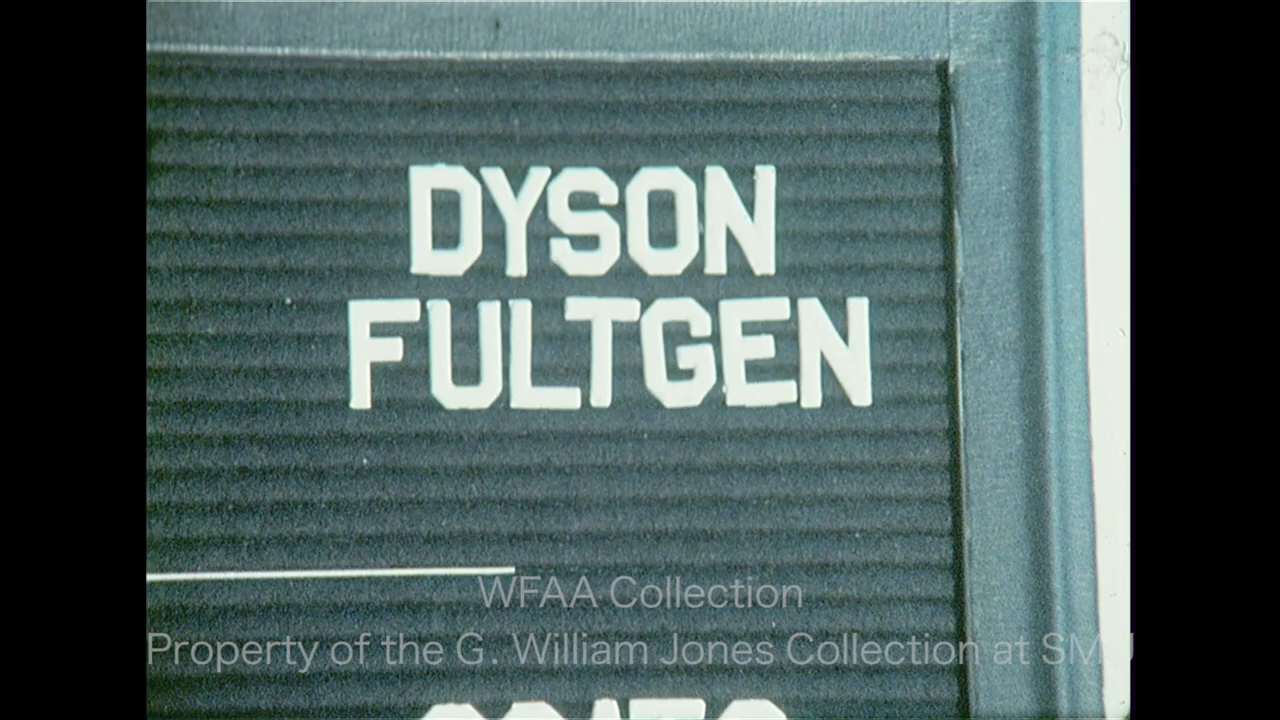 DYSON
FULTGEN
WFAA Collection
Property of the G. William Jones Collection at SMU